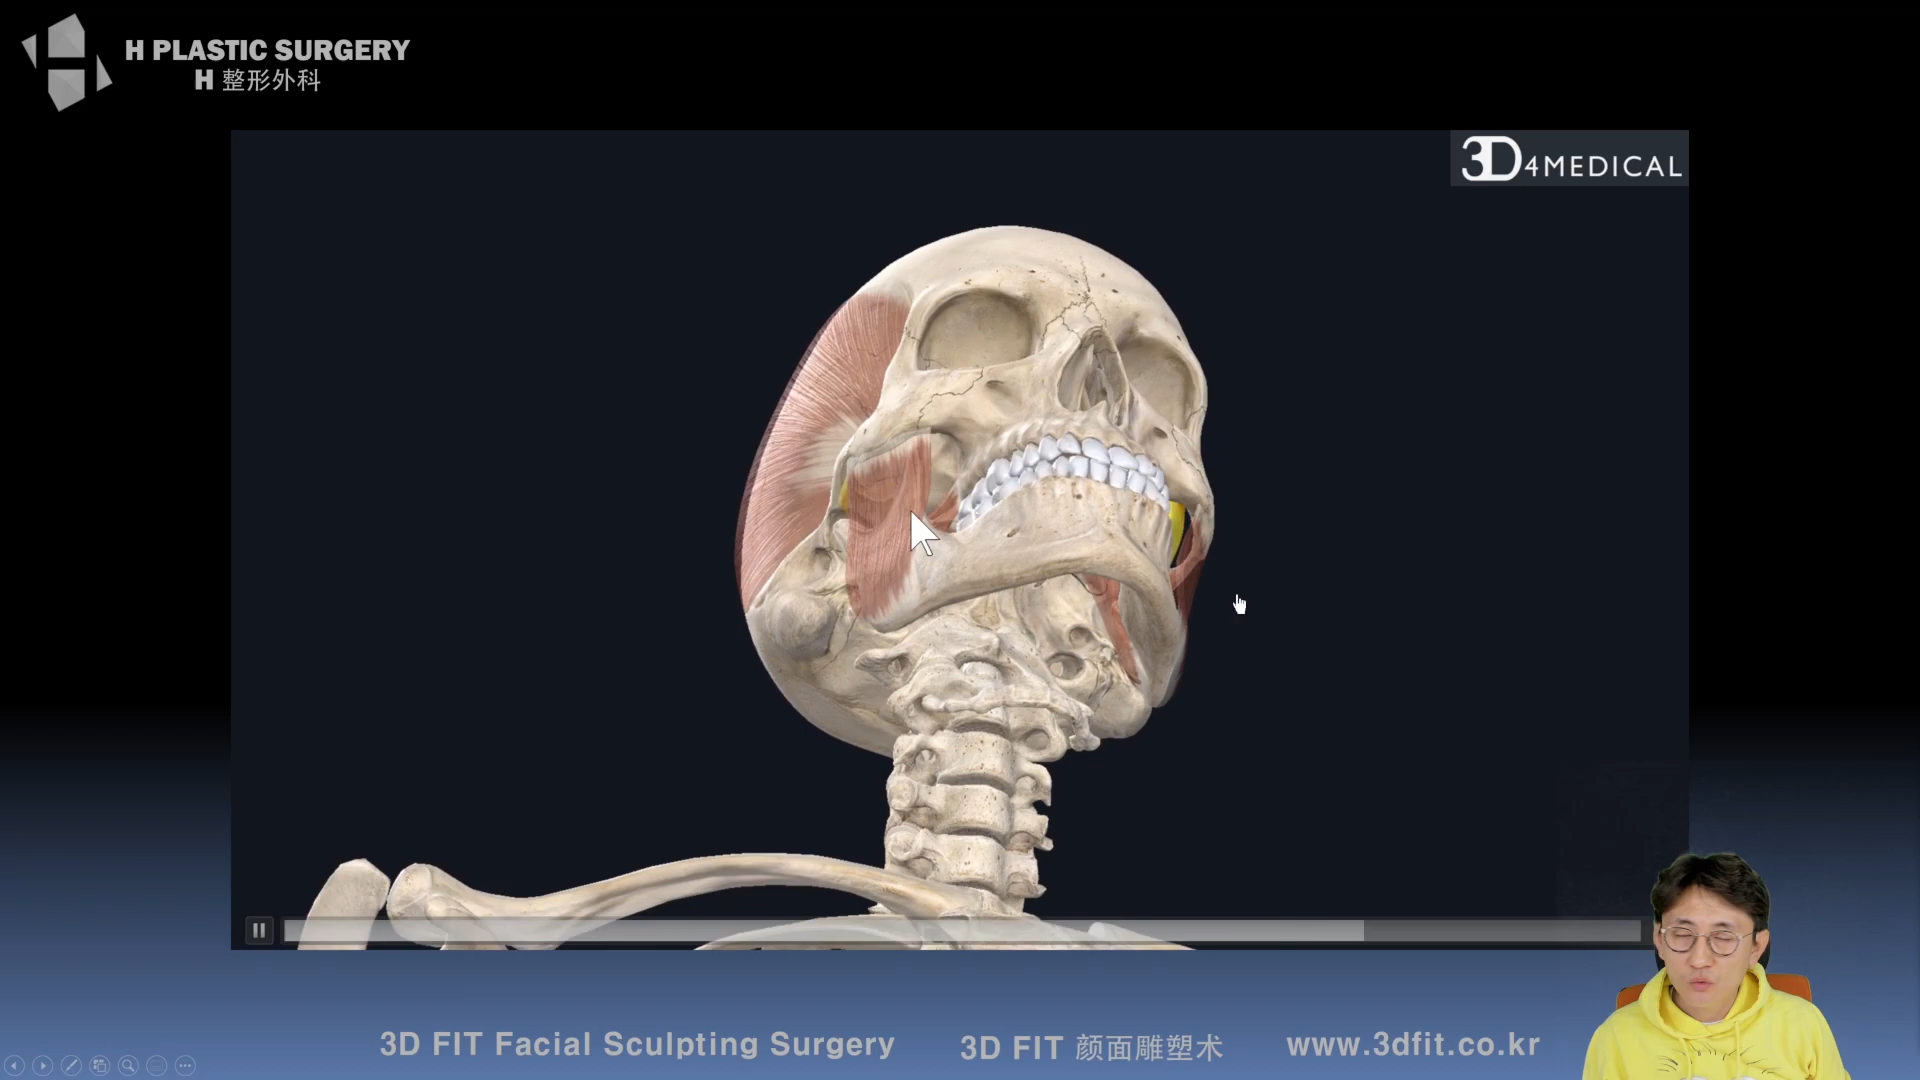 H PLASTIC SURGERY
H 整形外科
3D4MEDICAL
3D FIT Facial Sculpting Surgery
3D FIT 颜面雕塑术
www.3dfit.co.kr